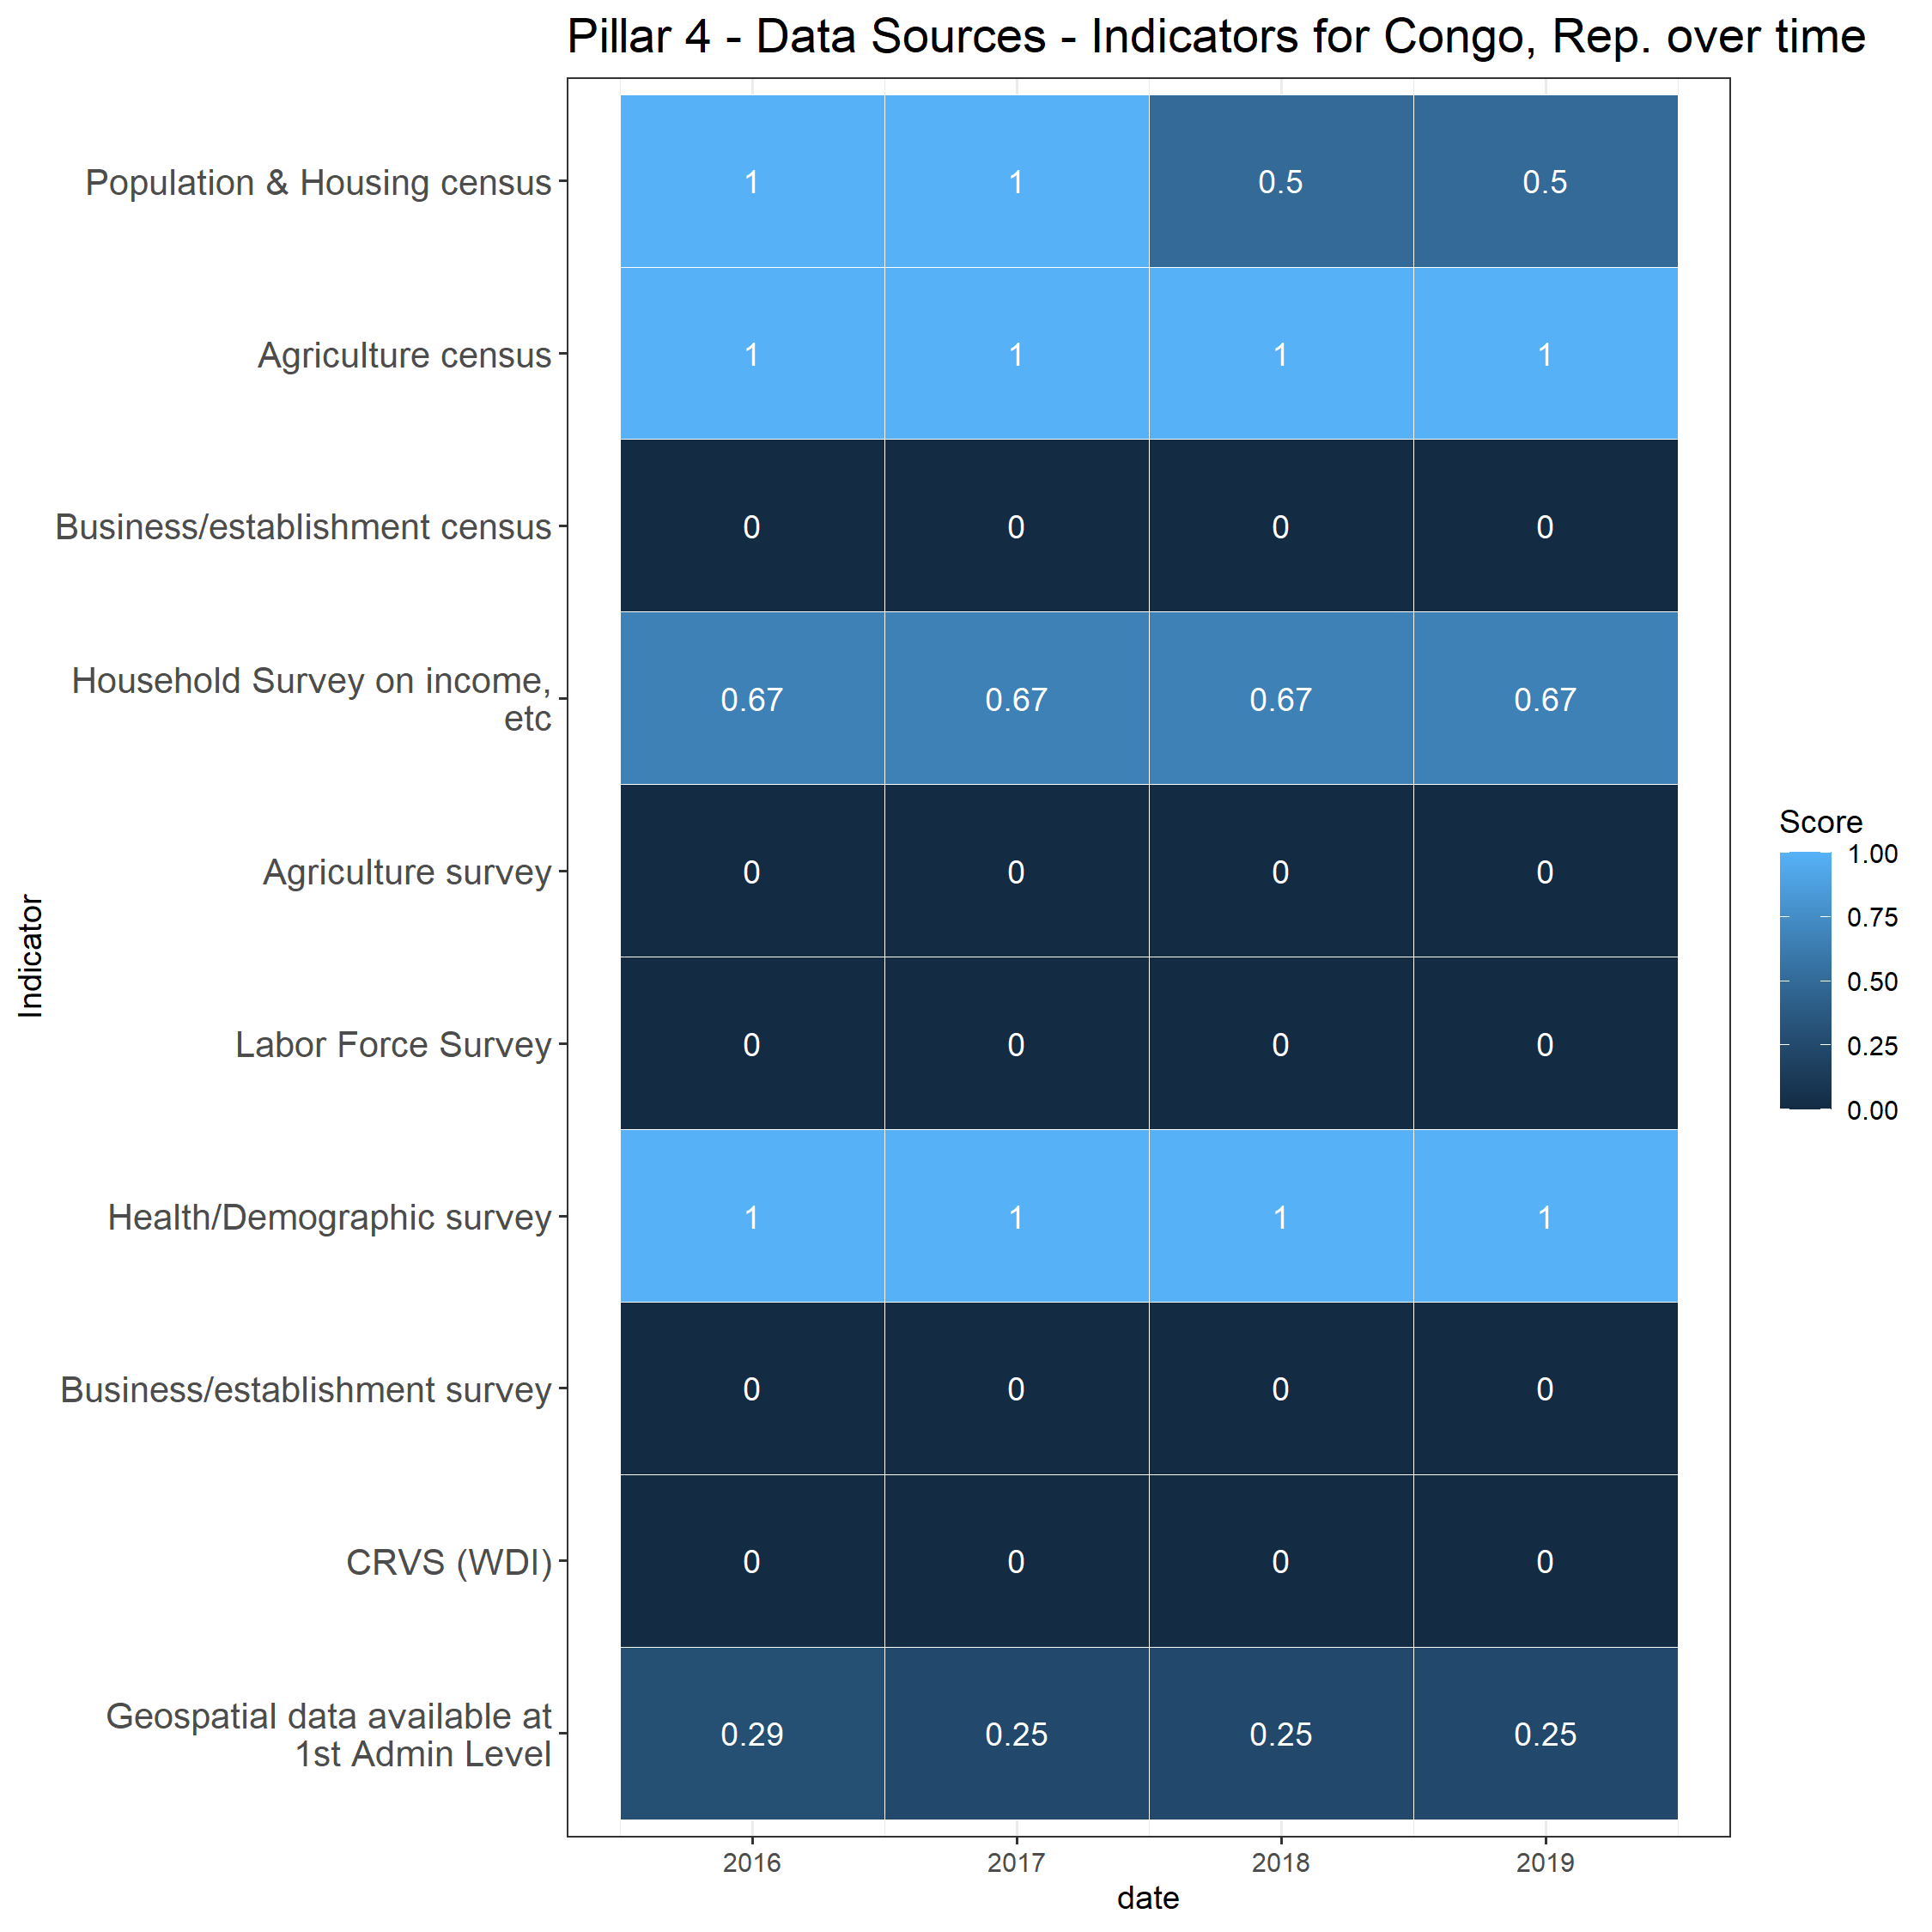 Pillar 4 - Data Sources - Indicators for Congo, Rep. over time
Indicator
Population & Housing census
1 1 0.5 0.5
Agriculture census
1 1 1 1
Business/establishment census
0 0 0 0
Household Survey on income,
etc
0.67 0.67 0.67 0.67
Agriculture survey
0 0 0 0
Labor Force Survey
0 0 0 0
Health/Demographic survey
1 1 1 1
Business/establishment survey
0 0 0 0
CRVS (WDI)
0 0 0 0
Geospatial data available at
1st Admin Level
0.29 0.25 0.25 0.25
2016 2017 2018 2019
date
Score
1.00
0.75
0.50
0.25
0.00